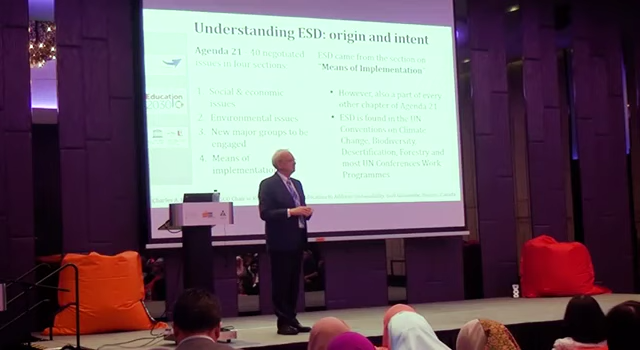 Understanding ESD: origin and intent
Agenda 21 - 40 negotiated
issues in four sections
1. Social & economic
issues
2. Environmental issues
3. New major groups to be
engaged
4. Means of
implementation
ESD came from the section on
"Means of Implementation"
• However, also a part of every
other chapter of Agenda 21
• ESD is found in the UN
Conventions on Climate
Change, Biodiversity,
Desertification, Forestry and
most UN Conferences Work
Programmes.
Education
2030
Charles